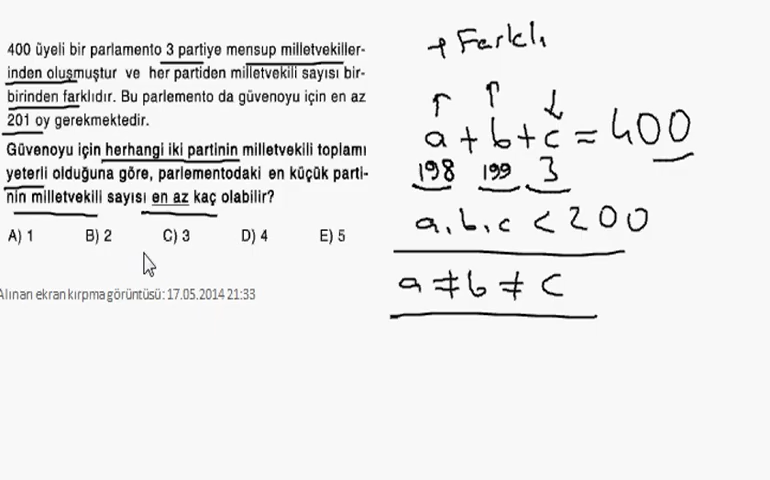 400 üyeli bir parlamento 3 partiye mensup milletvekiller-
inden oluşmuştur ve her partiden milletvekili sayısı bir-
birinden farklıdır. Bu parlemento da güvenoyu için en az
201 oy gerekmektedir.
Güvenoyu için herhangi iki partinin milletvekili toplamı
yeterli olduğuna göre, parlementodaki en küçük parti-
nin milletvekili sayısı en az kaç olabilir?
A) 1 B) 2 C) 3 D) 4 E) 5
Alınan ekran kırpma görüntüsü: 17.05.2014 21:33
→ Farklı
↑ ↑ ↓
a + b + c = 400
198 199 3
a, b, c < 200
a ≠ b ≠ c